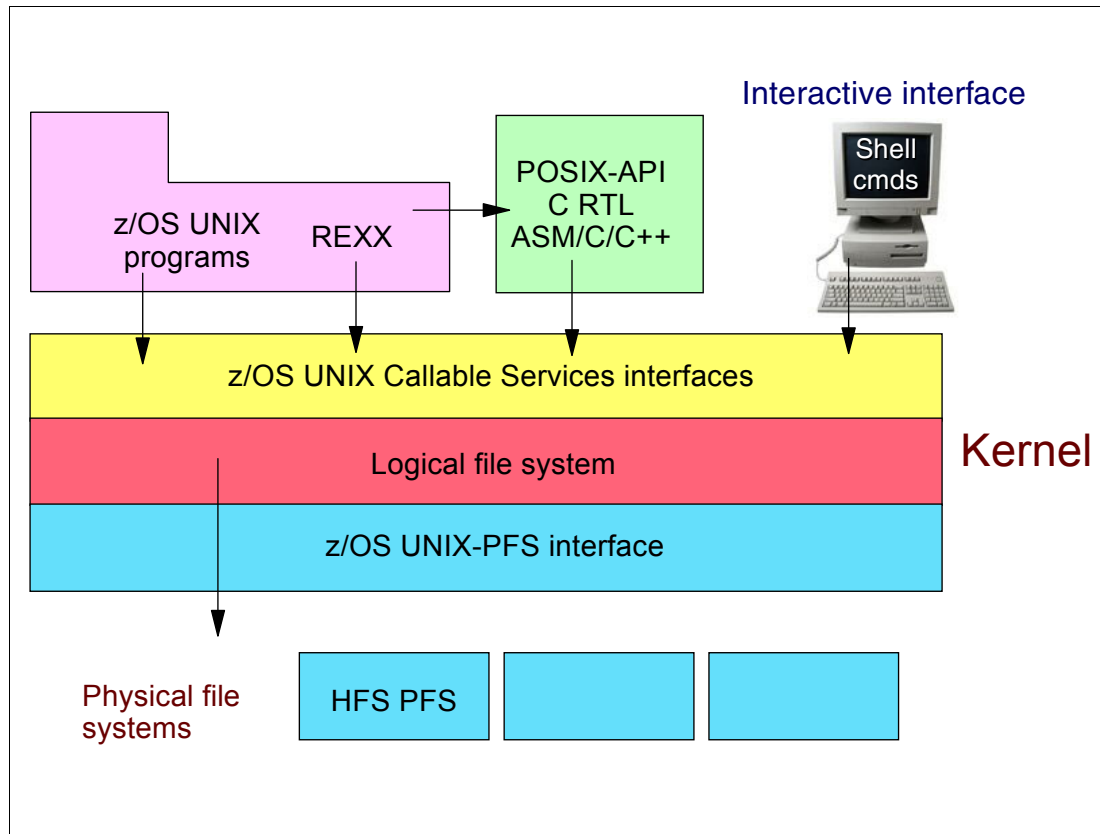 Interactive interface
Shell
cmds
z/OS UNIX
programs
REXX
POSIX-API
C RTL
ASM/C/C++
z/OS UNIX Callable Services interfaces
Logical file system
Kernel
z/OS UNIX-PFS interface
Physical file
systems
HFS PFS